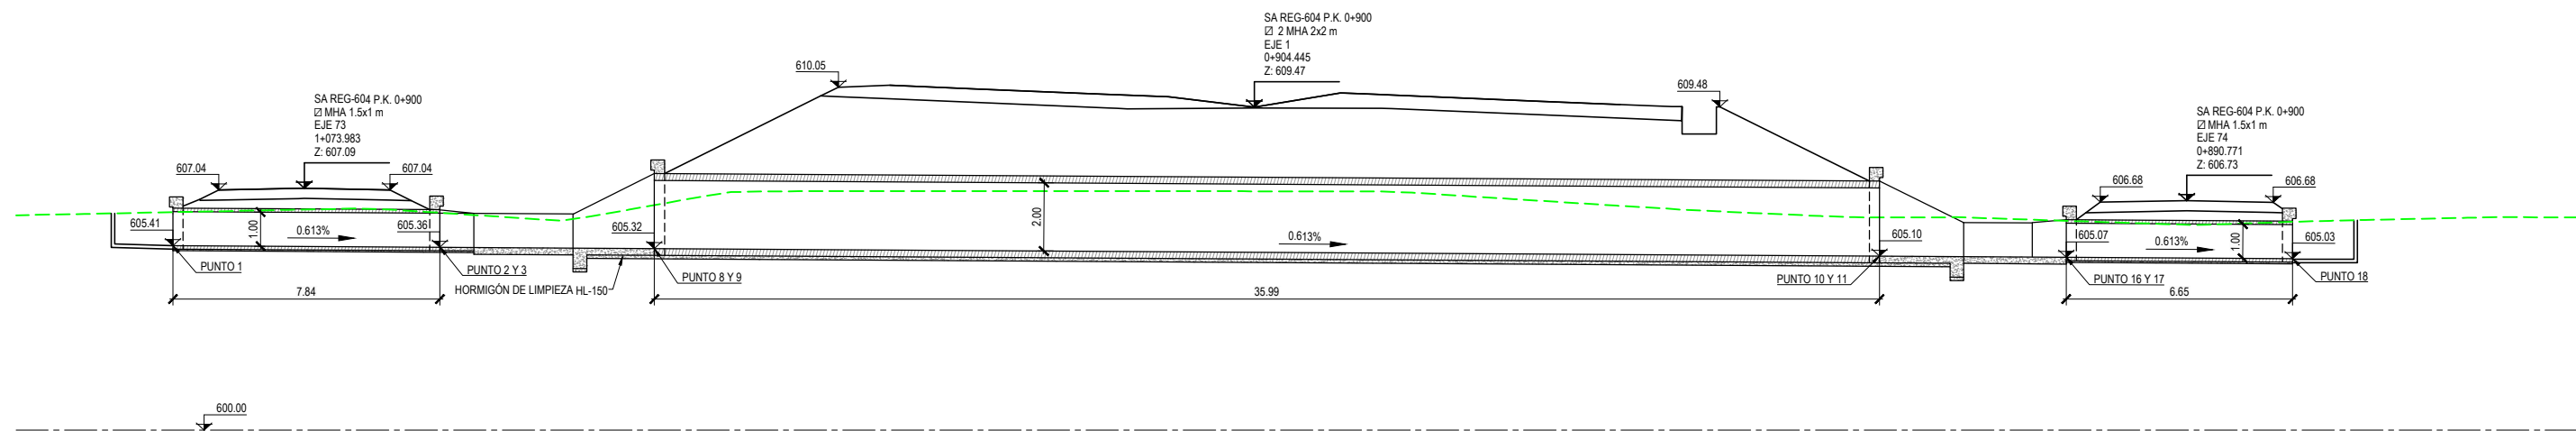 SA REG-604 P.K. 0+900
2 MHA 2x2 m
EJE 1
0+904.445
Z: 609.47
610.05
609.48
SA REG-604 P.K. 0+900
MHA 1.5x1 m
EJE 73
1+073.983
Z: 607.09
SA REG-604 P.K. 0+900
MHA 1.5x1 m
EJE 74
0+890.771
Z: 606.73
607.04
607.04
606.68
606.68
605.41
1.00
0.613%
605.36
605.32
2.00
0.613%
605.10
605.07
0.613%
1.00
605.03
PUNTO 1
PUNTO 2 Y 3
PUNTO 8 Y 9
PUNTO 10 Y 11
PUNTO 16 Y 17
PUNTO 18
HORMIGÓN DE LIMPIEZA HL-150
7.84
35.99
6.65
600.00